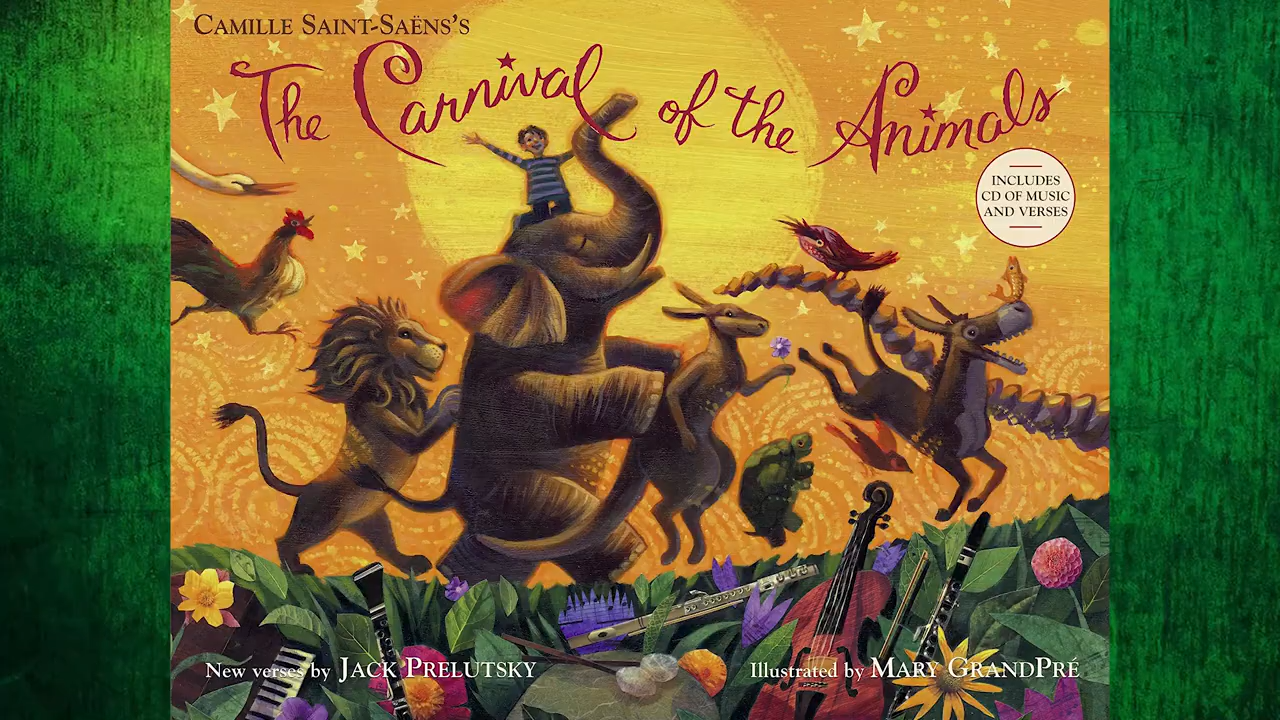 CAMILLE SAINT-SAËNS'S
The Carnival of the Animals
INCLUDES
CD OF MUSIC
AND VERSES
New verses by JACK PRELUTSKY
Illustrated by MARY GRANDPRÉ